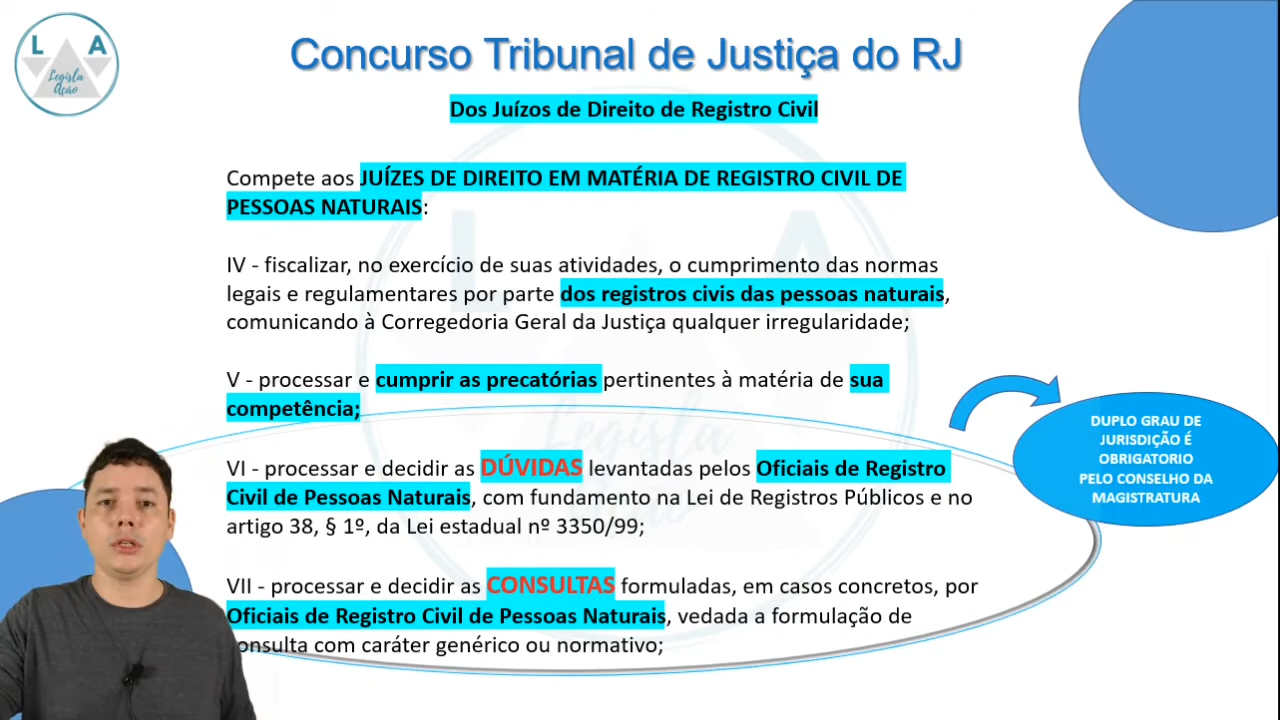 L A
Legisla
Ação
Concurso Tribunal de Justiça do RJ
Dos Juízos de Direito de Registro Civil
Compete aos JUÍZES DE DIREITO EM MATÉRIA DE REGISTRO CIVIL DE
PESSOAS NATURAIS:
IV - fiscalizar, no exercício de suas atividades, o cumprimento das normas
legais e regulamentares por parte dos registros civis das pessoas naturais,
comunicando à Corregedoria Geral da Justiça qualquer irregularidade;
V - processar e cumprir as precatórias pertinentes à matéria de sua
competência;
VI - processar e decidir as DÚVIDAS levantadas pelos Oficiais de Registro
Civil de Pessoas Naturais, com fundamento na Lei de Registros Públicos e no
artigo 38, § 1º, da Lei estadual nº 3350/99;
VII - processar e decidir as CONSULTAS formuladas, em casos concretos, por
Oficiais de Registro Civil de Pessoas Naturais, vedada a formulação de
consulta com caráter genérico ou normativo;
DUPLO GRAU DE
JURISDIÇÃO É
OBRIGATORIO
PELO CONSELHO DA
MAGISTRATURA